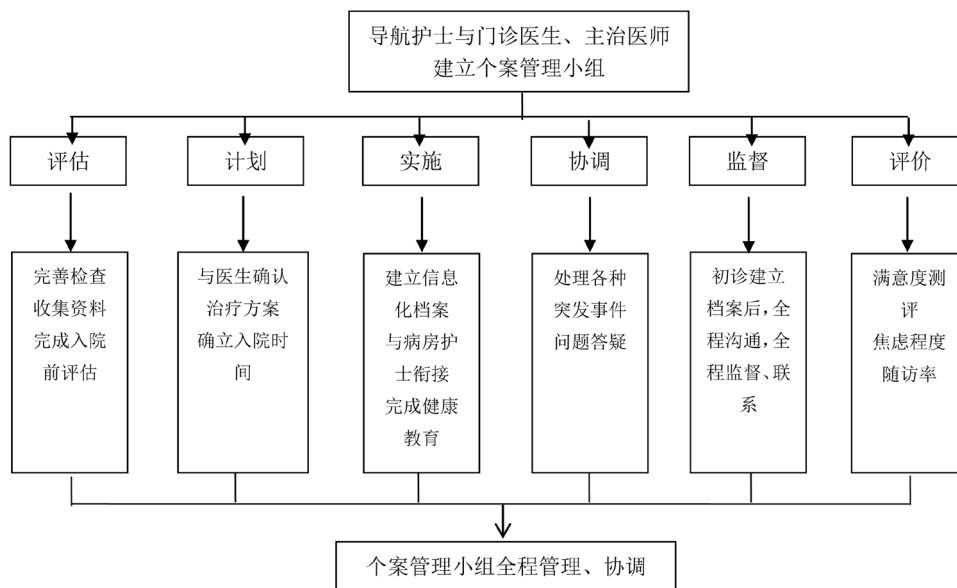 导航护士与门诊医生、主治医师
建立个案管理小组
评估
计划
实施
协调
监督
评价
完善检查
收集资料
完成入院
前评估
与医生确认
治疗方案
确立入院时
间
建立信息
化档案
与病房护
士衔接
完成健康
教育
处理各种
突发事件
问题答疑
初诊建立
档案后，全
程沟通，全
程监督、联
系
满意度测
评
焦虑程度
随访率
个案管理小组全程管理、协调